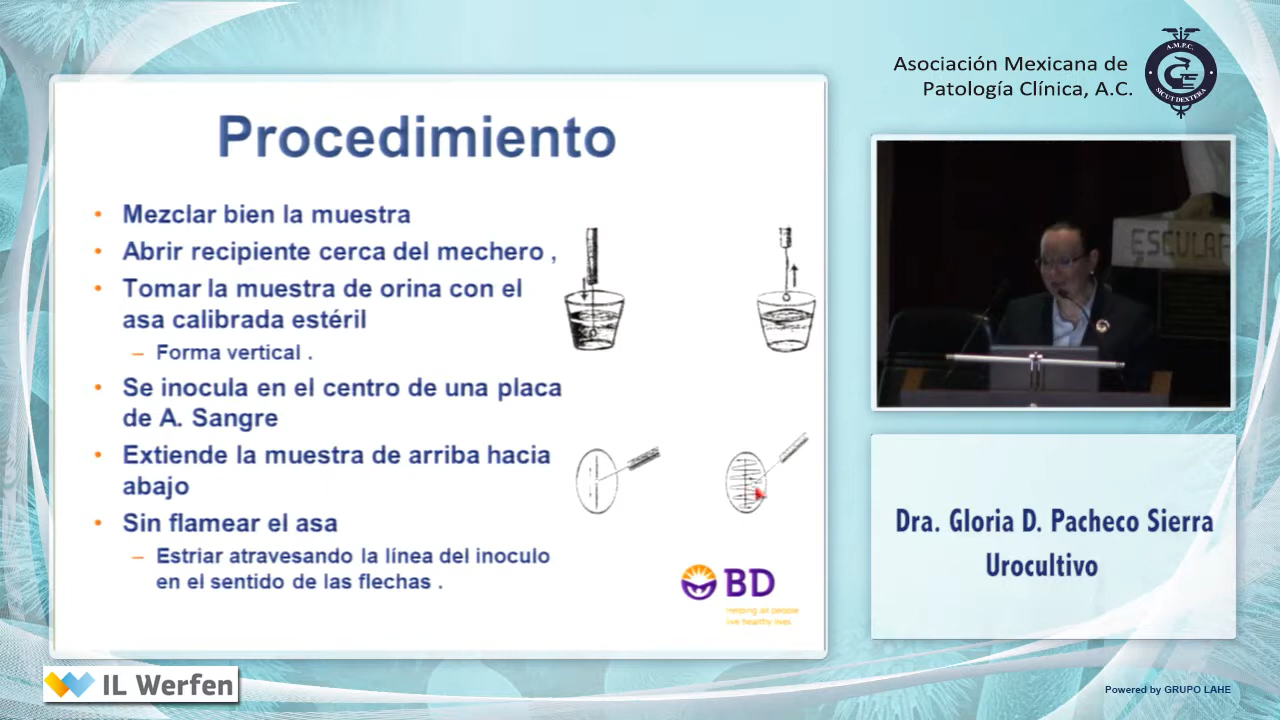 Asociación Mexicana de
Patología Clínica, A.C.
A.M.P.C.
SICUT DEXTERA
Procedimiento
• Mezclar bien la muestra
• Abrir recipiente cerca del mechero ,
• Tomar la muestra de orina con el
asa calibrada estéril
– Forma vertical .
• Se inocula en el centro de una placa
de A. Sangre
• Extiende la muestra de arriba hacia
abajo
• Sin flamear el asa
– Estriar atravesando la línea del inoculo
en el sentido de las flechas .
BD
Helping all people
live healthy lives.
ESCULAP
Dra. Gloria D. Pacheco Sierra
Urocultivo
IL Werfen
Powered by GRUPO LAHE